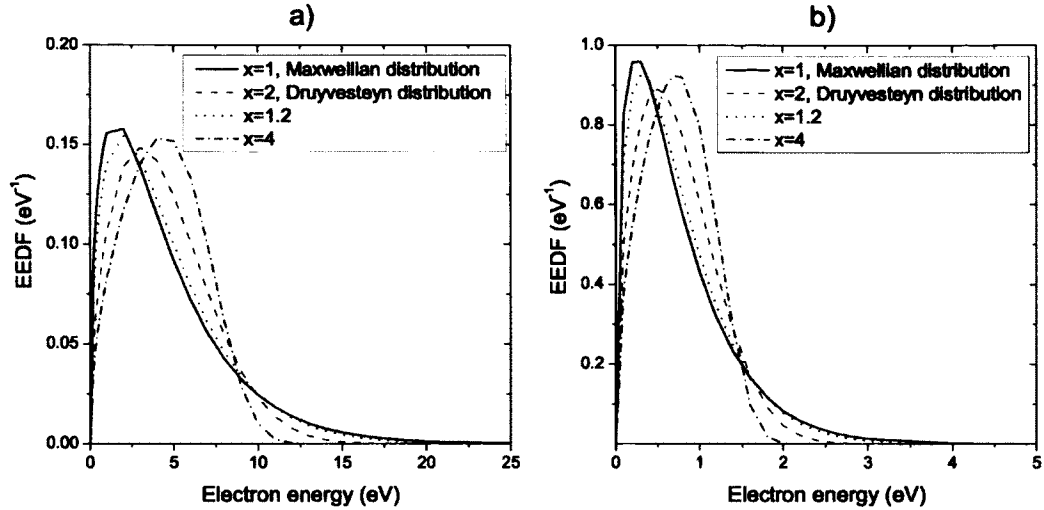 a)
EEDF (eV⁻¹)
0.20
0.15
0.10
0.05
0.00
x=1, Maxwellian distribution
x=2, Druyvesteyn distribution
x=1.2
x=4
0 5 10 15 20 25
Electron energy (eV)
b)
EEDF (eV⁻¹)
1.0
0.8
0.6
0.4
0.2
x=1, Maxwellian distribution
x=2, Druyvesteyn distribution
x=1.2
x=4
0 1 2 3 4 5
Electron energy (eV)